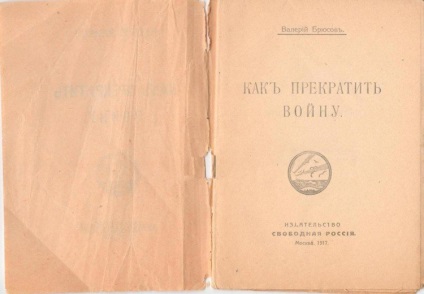 Валерій Брюсовъ.
КАКЪ ПРЕКРАТИТЬ
ВОЙНУ.
ИЗДАТЕЛЬСТВО
СВОБОДНАЯ РОССІЯ
Москва, 1917.